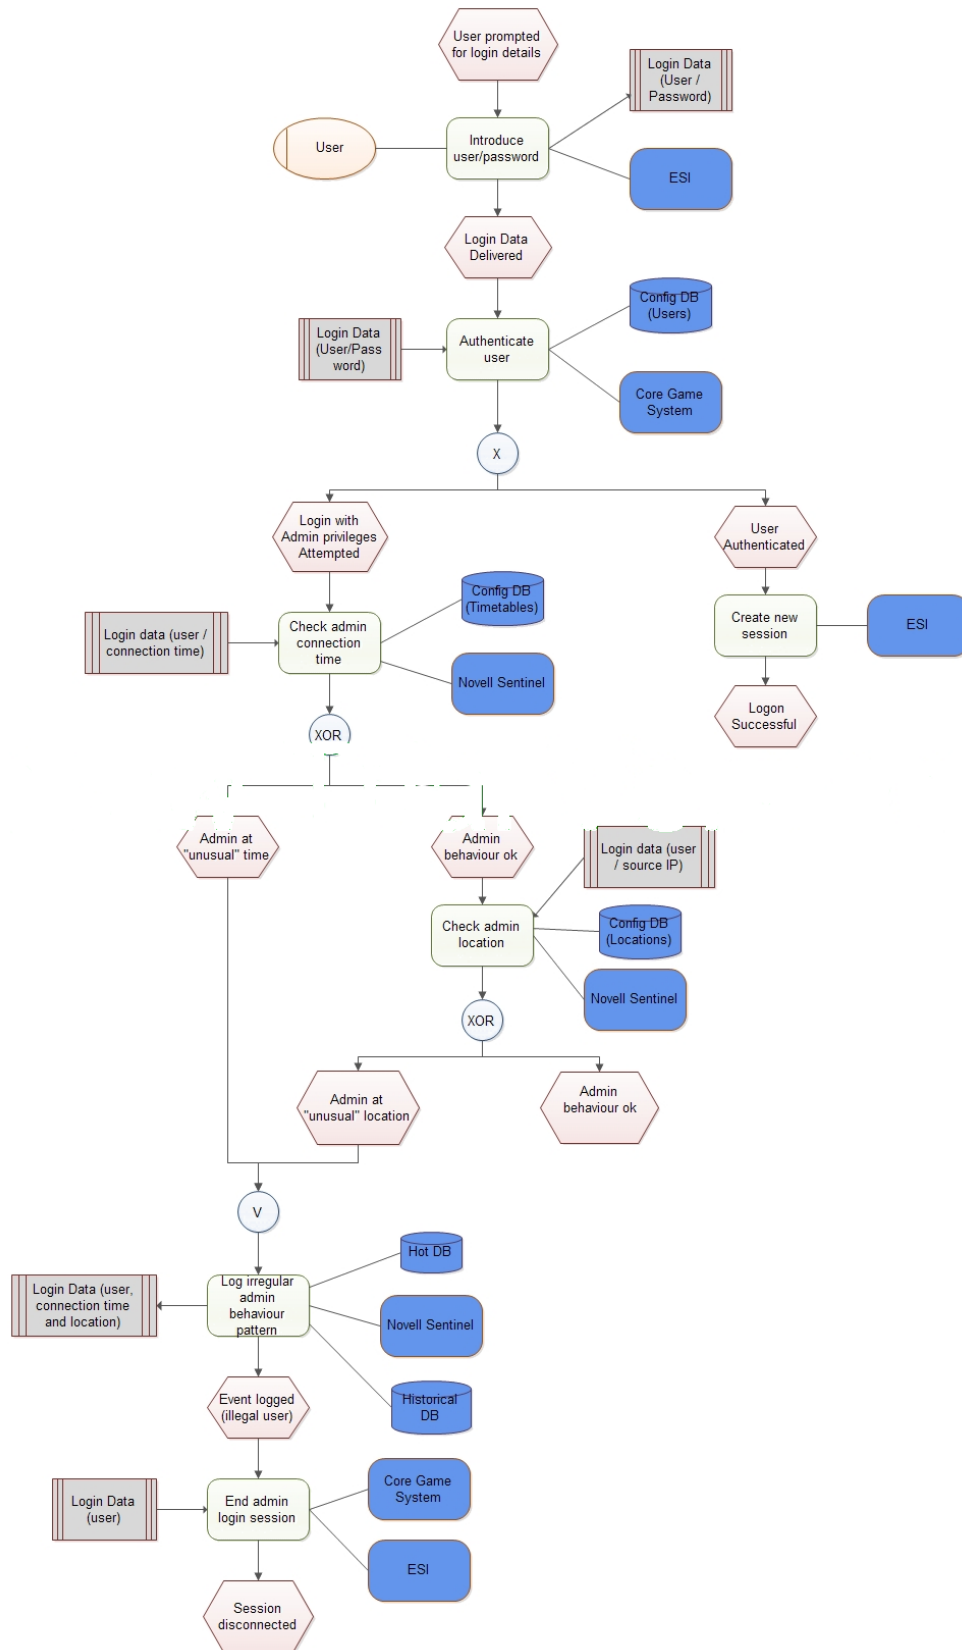 User prompted
for login details
Login Data
(User /
Password)
User
Introduce
user/password
ESI
Login Data
Delivered
Config DB
(Users)
Login Data
(User/Pass
word)
Authenticate
user
Core Game
System
X
Login with
Admin privileges
Attempted
User
Authenticated
Config DB
(Timetables)
Login data (user /
connection time)
Check admin
connection
time
Create new
session
ESI
Novell Sentinel
Logon
Successful
XOR
Admin at
"unusual" time
Admin
behaviour ok
Login data (user
/ source IP)
Check admin
location
Config DB
(Locations)
Novell Sentinel
XOR
Admin at
"unusual" location
Admin
behaviour ok
V
Hot DB
Login Data (user,
connection time
and location)
Log irregular
admin
behaviour
pattern
Novell Sentinel
Event logged
(illegal user)
Historical
DB
Core Game
System
Login Data
(user)
End admin
login session
ESI
Session
disconnected